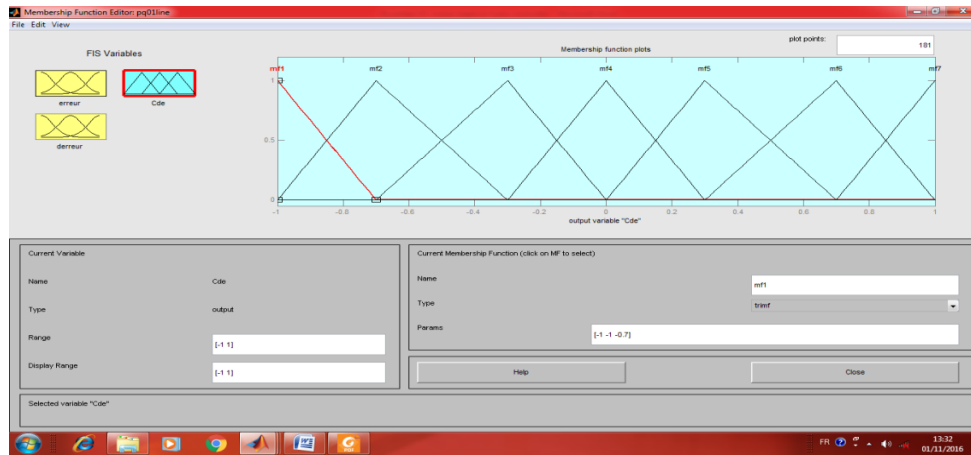 Membership Function Editor: pq01line
File Edit View
FIS Variables
erreur
Cde
derreur
plot points:
181
Membership function plots
mf1 mf2 mf3 mf4 mf5 mf6 mf7
1
0.5
0
-1 -0.8 -0.6 -0.4 -0.2 0 0.2 0.4 0.6 0.8 1
output variable "Cde"
Current Variable
Name Cde
Type output
Range [-1 1]
Display Range [-1 1]
Current Membership Function (click on MF to select)
Name mf1
Type trimf
Params [-1 -1 -0.7]
Help Close
Selected variable "Cde"
FR
13:32
01/11/2016